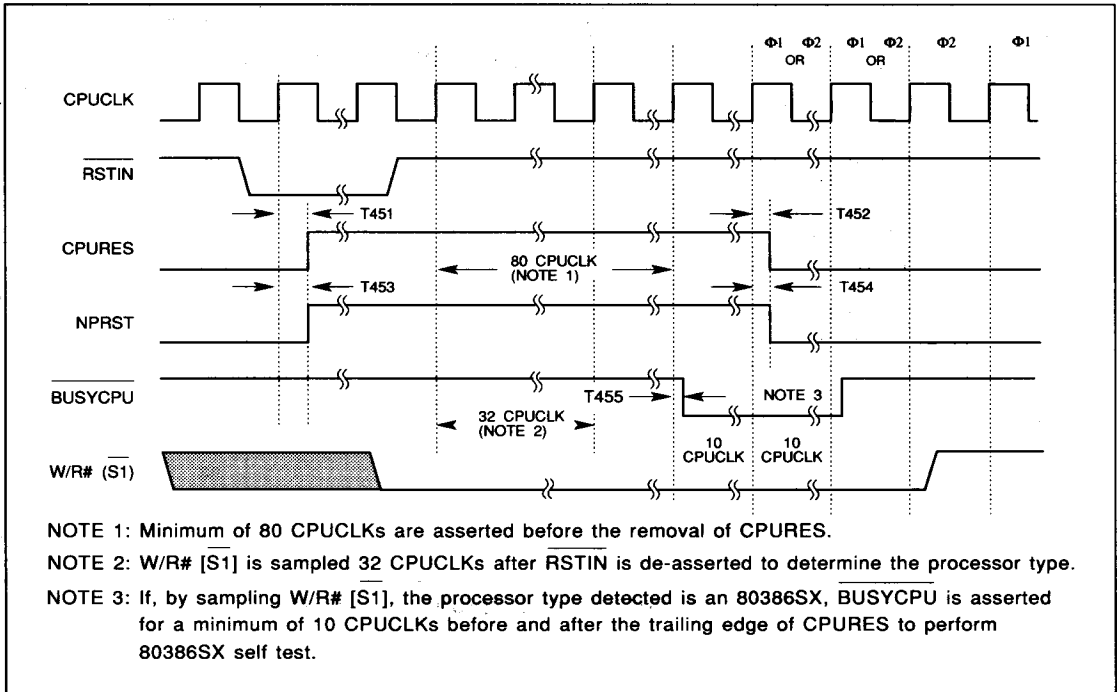 Φ1 Φ2 Φ1 Φ2 Φ2 Φ1
OR OR
CPUCLK
RSTIN
T451 T452
CPURES
80 CPUCLK
(NOTE 1)
T453 T454
NPRST
BUSYCPU
T455 NOTE 3
32 CPUCLK
(NOTE 2)
10 10
CPUCLK CPUCLK
W/R# (S1)
NOTE 1: Minimum of 80 CPUCLKs are asserted before the removal of CPURES.
NOTE 2: W/R# [S1] is sampled 32 CPUCLKs after RSTIN is de-asserted to determine the processor type.
NOTE 3: If, by sampling W/R# [S1], the processor type detected is an 80386SX, BUSYCPU is asserted
for a minimum of 10 CPUCLKs before and after the trailing edge of CPURES to perform
80386SX self test.